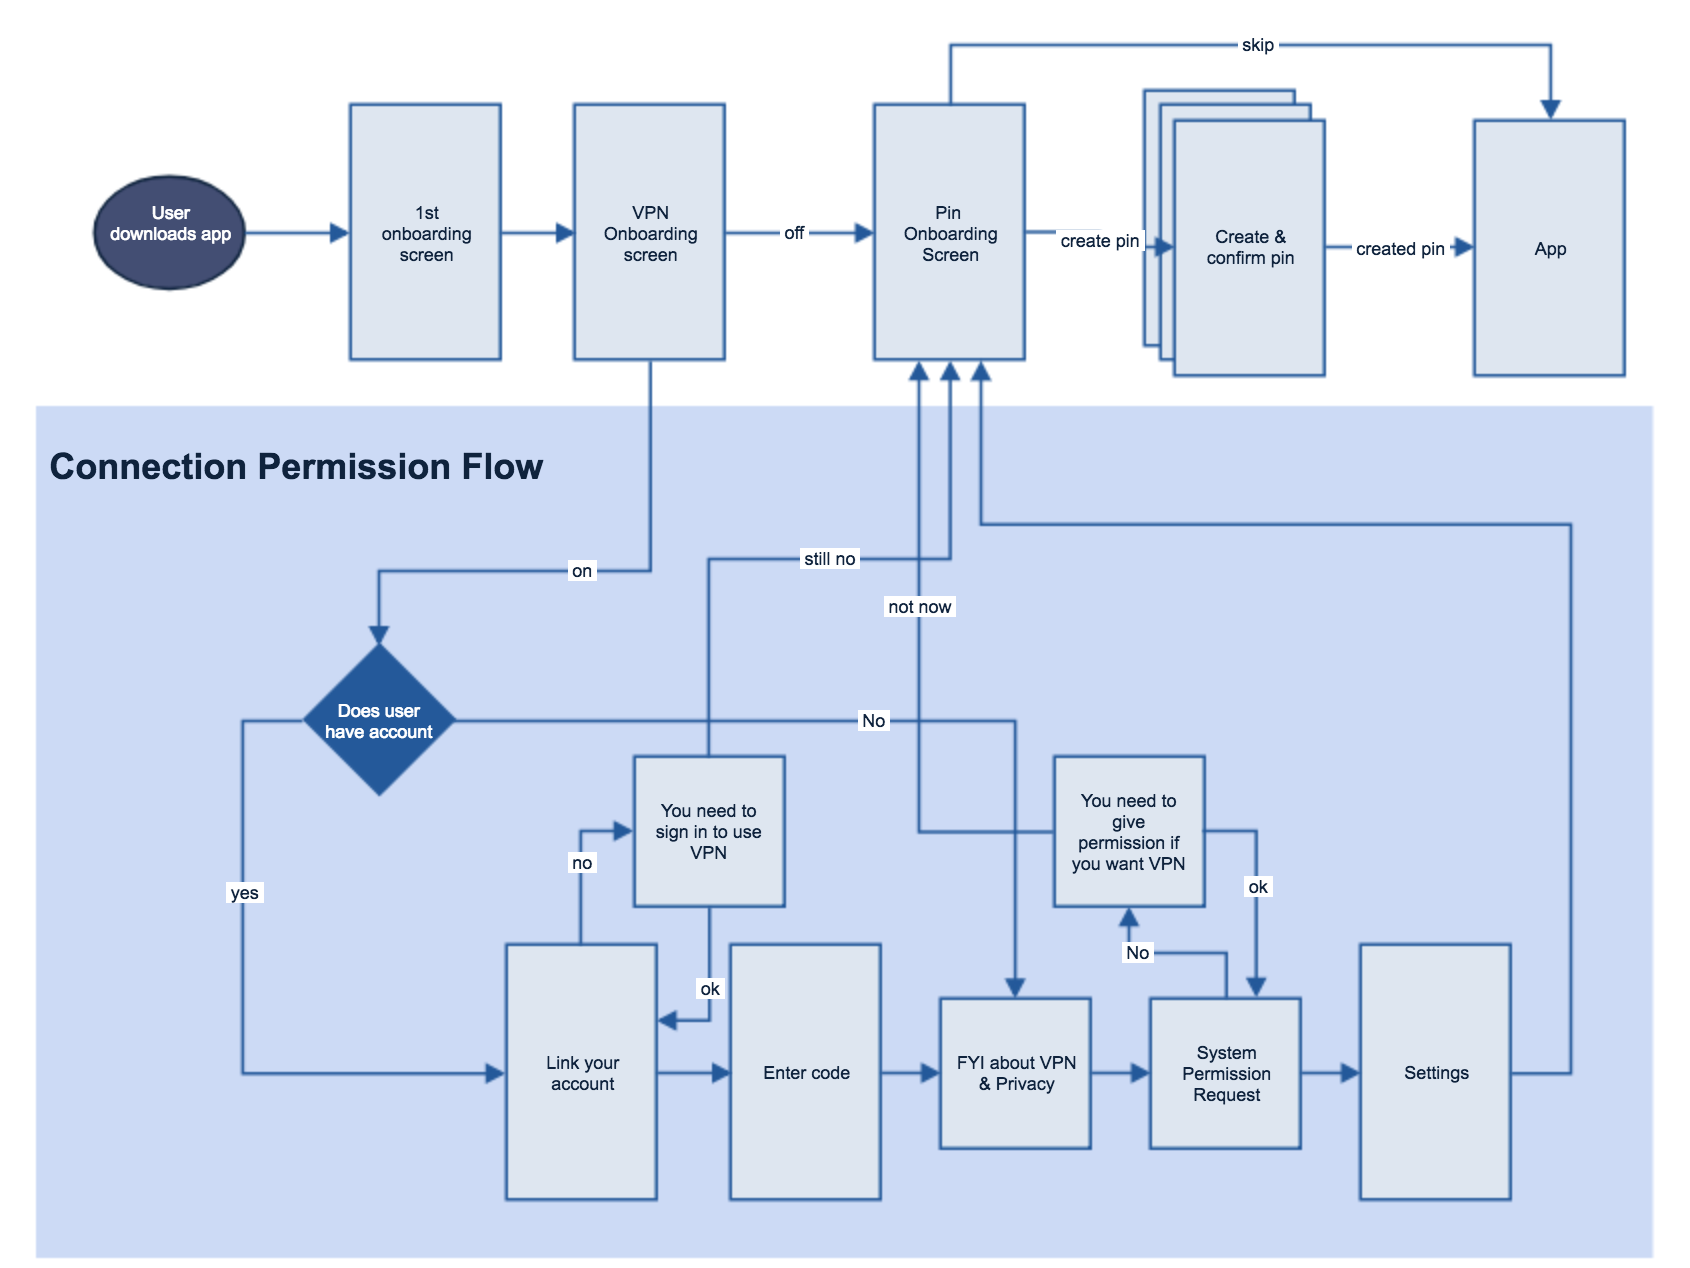 skip
User
downloads app
1st
onboarding
screen
VPN
Onboarding
screen
off
Pin
Onboarding
Screen
create pin
Create &
confirm pin
created pin
App
Connection Permission Flow
on
still no
not now
Does user
have account
No
yes
no
You need to
sign in to use
VPN
ok
You need to
give
permission if
you want VPN
ok
No
Link your
account
Enter code
FYI about VPN
& Privacy
System
Permission
Request
Settings